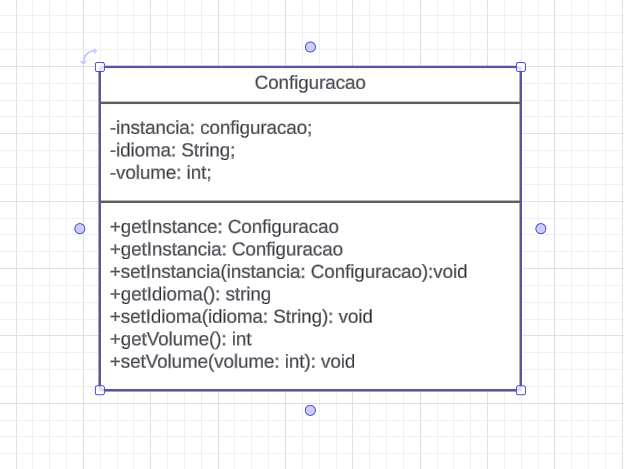 Configuracao
-instancia: configuracao;
-idioma: String;
-volume: int;
+getInstance: Configuracao
+getInstancia: Configuracao
+setInstancia(instancia: Configuracao):void
+getIdioma(): string
+setIdioma(idioma: String): void
+getVolume(): int
+setVolume(volume: int): void